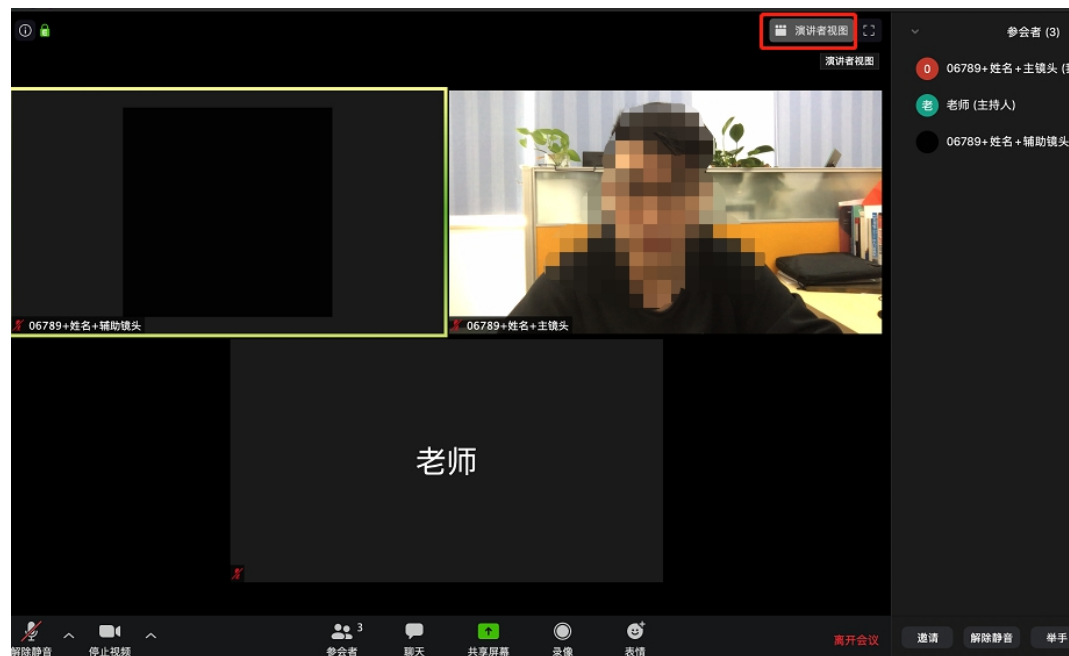 演讲者视图
参会者 (3)
演讲者视图
0 06789+姓名+主镜头 (
老 老师 (主持人)
06789+姓名+辅助镜头
06789+姓名+辅助镜头
06789+姓名+主镜头
老师
3
解除静音
停止视频
参会者
聊天
共享屏幕
录像
表情
离开会议
邀请
解除静音
举手